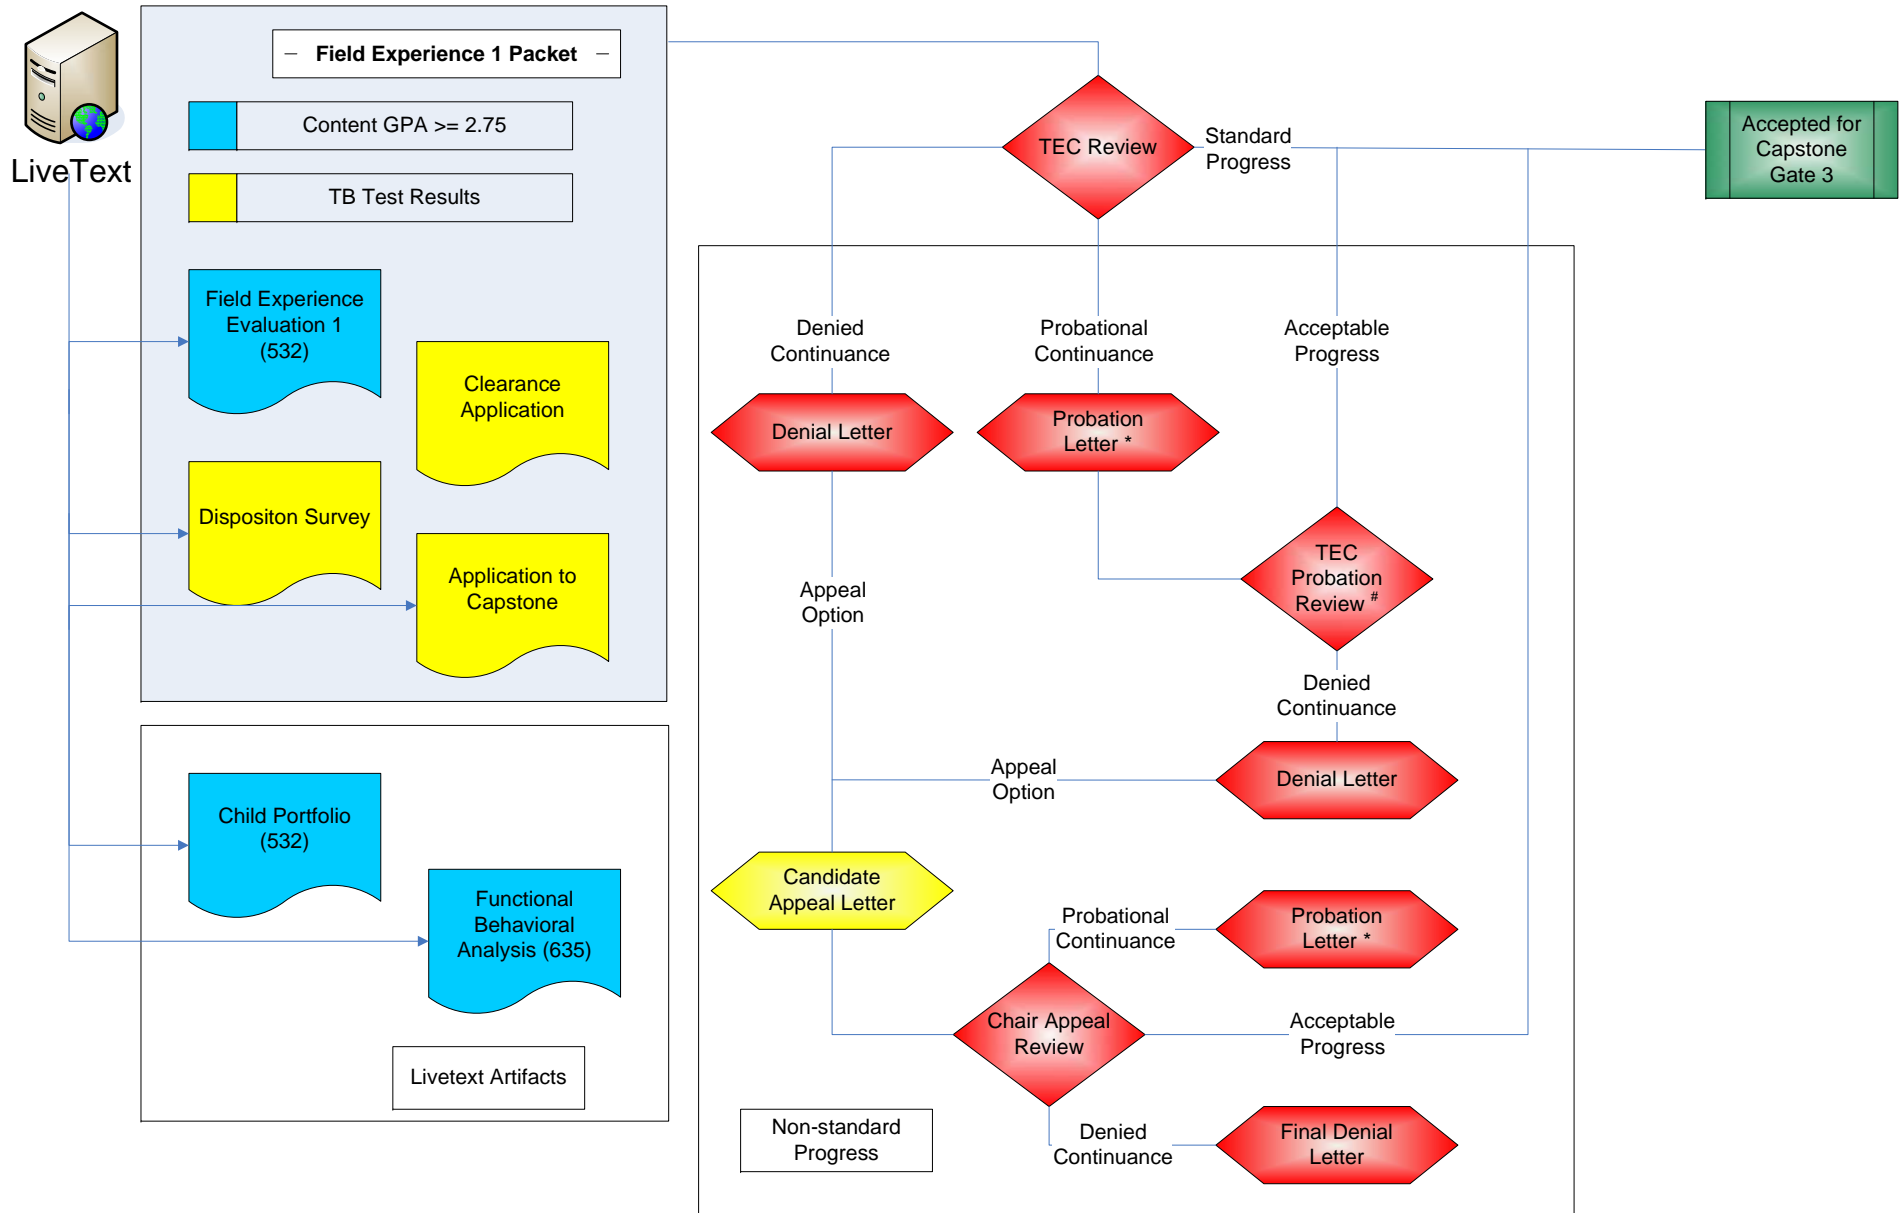 LiveText
Field Experience 1 Packet
Content GPA >= 2.75
TB Test Results
Field Experience
Evaluation 1
(532)
Clearance
Application
Dispositon Survey
Application to
Capstone
Child Portfolio
(532)
Functional
Behavioral
Analysis (635)
Livetext Artifacts
TEC Review
Standard
Progress
Accepted for
Capstone
Gate 3
Denied
Continuance
Probational
Continuance
Acceptable
Progress
Denial Letter
Probation
Letter *
TEC
Probation
Review #
Appeal
Option
Denied
Continuance
Appeal
Option
Denial Letter
Candidate
Appeal Letter
Probational
Continuance
Probation
Letter *
Chair Appeal
Review
Acceptable
Progress
Non-standard
Progress
Denied
Continuance
Final Denial
Letter